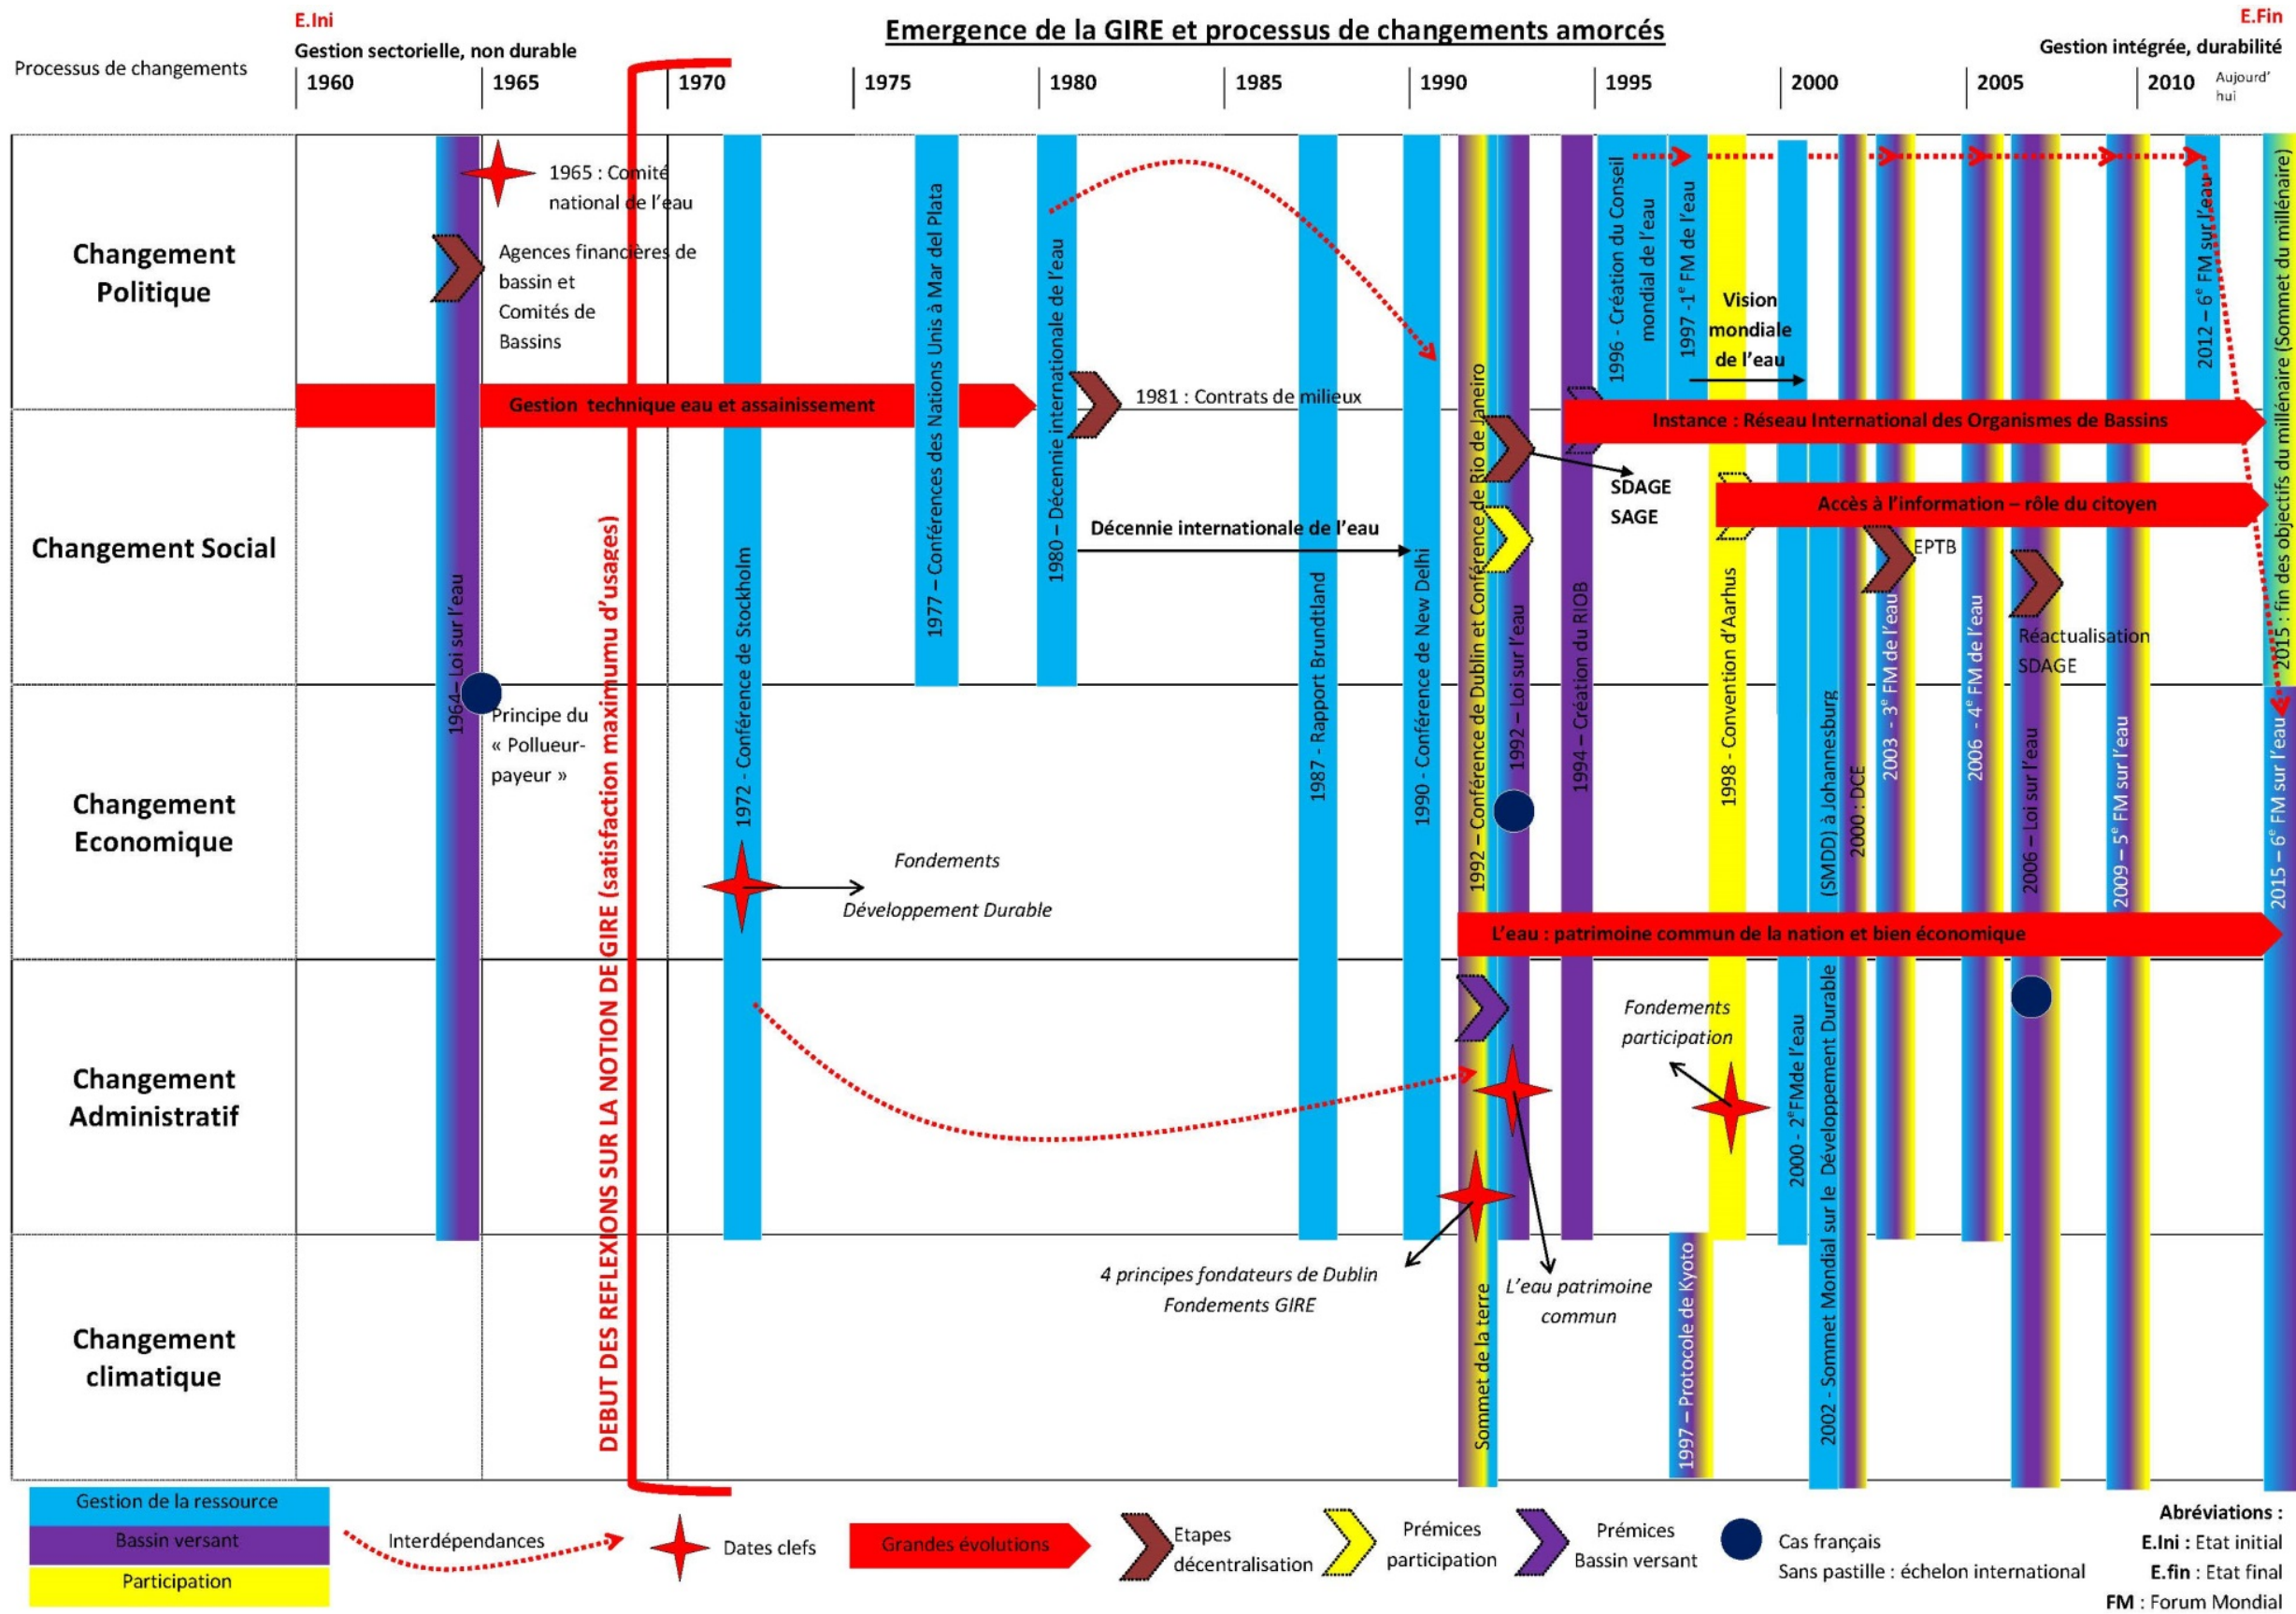 E.Ini
Emergence de la GIRE et processus de changements amorcés
E.Fin
Gestion sectorielle, non durable
Gestion intégrée, durabilité
Processus de changements
1960
1965
1970
1975
1980
1985
1990
1995
2000
2005
2010
Aujourd'
hui
Changement
Politique
Changement Social
Changement
Economique
Changement
Administratif
Changement
climatique
1965 : Comité
national de l'eau
Agences financières de
bassin et
Comités de
Bassins
Gestion technique eau et assainissement
1964– Loi sur l'eau
Principe du
« Pollueur-
payeur »
DEBUT DES REFLEXIONS SUR LA NOTION DE GIRE (satisfaction maximumu d'usages)
1972 - Conférence de Stockholm
Fondements
Développement Durable
1977 – Conférences des Nations Unis à Mar del Plata
1980 – Décennie internationale de l'eau
1981 : Contrats de milieux
Décennie internationale de l'eau
1987 - Rapport Brundtland
1990 - Conférence de New Delhi
1992 – Conférence de Dublin et Conférence de Rio de Janeiro
Sommet de la terre
1992 – Loi sur l'eau
SDAGE
SAGE
4 principes fondateurs de Dublin
Fondements GIRE
L'eau patrimoine
commun
1994 – Création du RIOB
1996 - Création du Conseil
mondial de l'eau
1997 -1e FM de l'eau
Vision
mondiale
de l'eau
Instance : Réseau International des Organismes de Bassins
Accès à l'information – rôle du citoyen
L'eau : patrimoine commun de la nation et bien économique
1997 – Protocole de Kyoto
1998 - Convention d'Aarhus
Fondements
participation
2000 - 2eFMde l'eau
2002 - Sommet Mondial sur le Développement Durable (SMDD) à Johannesburg
2000 : DCE
EPTB
2003 - 3e FM de l'eau
2006 - 4e FM de l'eau
Réactualisation
SDAGE
2006 – Loi sur l'eau
2009 – 5e FM sur l'eau
2012 – 6e FM sur l'eau
2015 : fin des objectifs du millénaire (Sommet du millénaire)
2015 – 6e FM sur l'eau
Gestion de la ressource
Bassin versant
Participation
Interdépendances
Dates clefs
Grandes évolutions
Etapes
décentralisation
Prémices
participation
Prémices
Bassin versant
Cas français
Sans pastille : échelon international
Abréviations :
E.Ini : Etat initial
E.fin : Etat final
FM : Forum Mondial